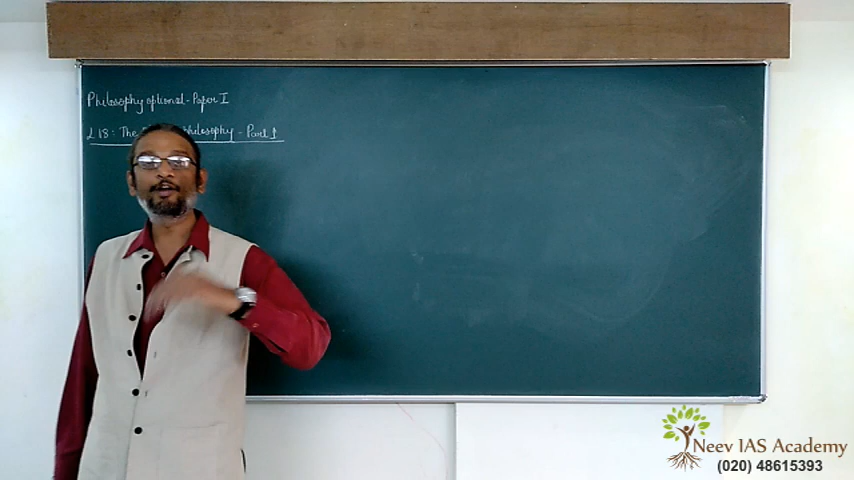 Philosophy optional - Paper I
L 18 : The philosophy - Part 1
Neev IAS Academy
(020) 48615393